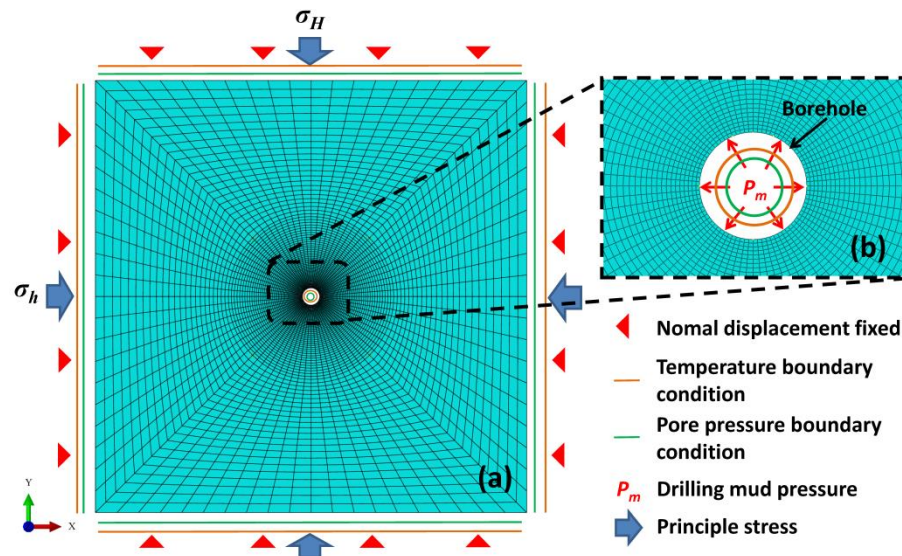 σH
Borehole
Pm
(b)
σh
(a)
Y
X
Nomal displacement fixed
Temperature boundary
condition
Pore pressure boundary
condition
Pm Drilling mud pressure
Principle stress